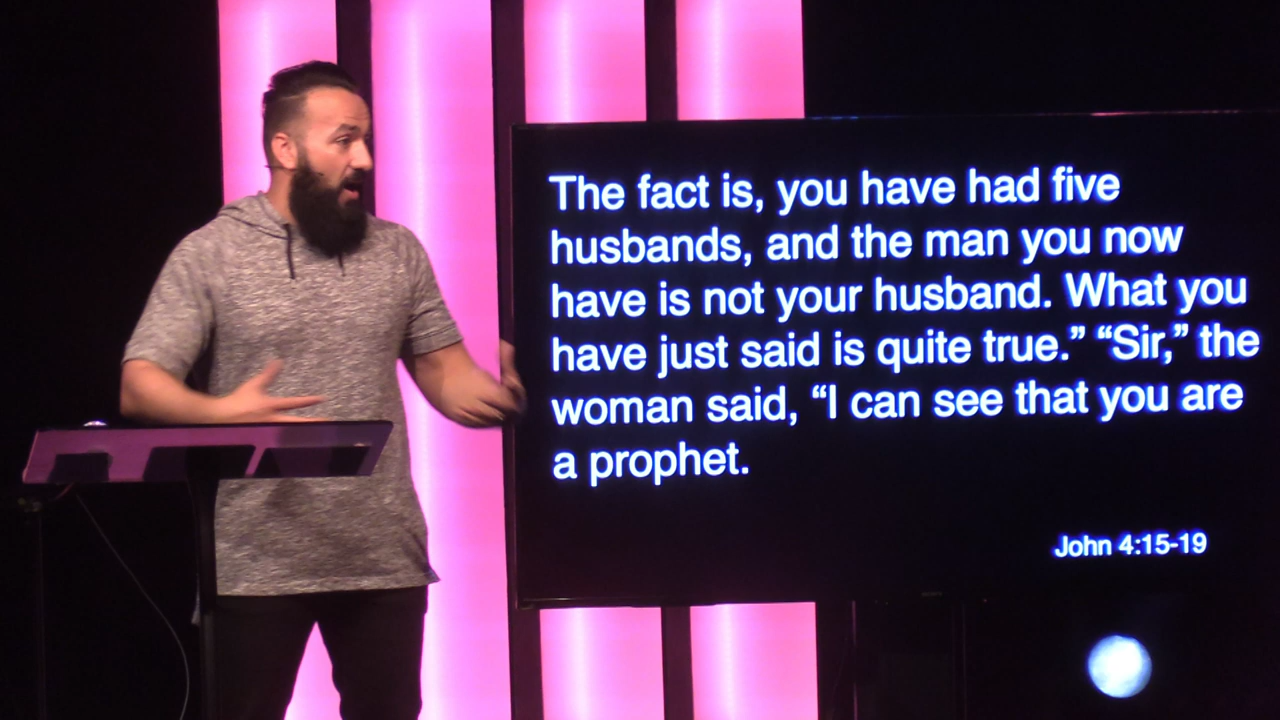 The fact is, you have had five
husbands, and the man you now
have is not your husband. What you
have just said is quite true.” “Sir,” the
woman said, “I can see that you are
a prophet.
John 4:15-19